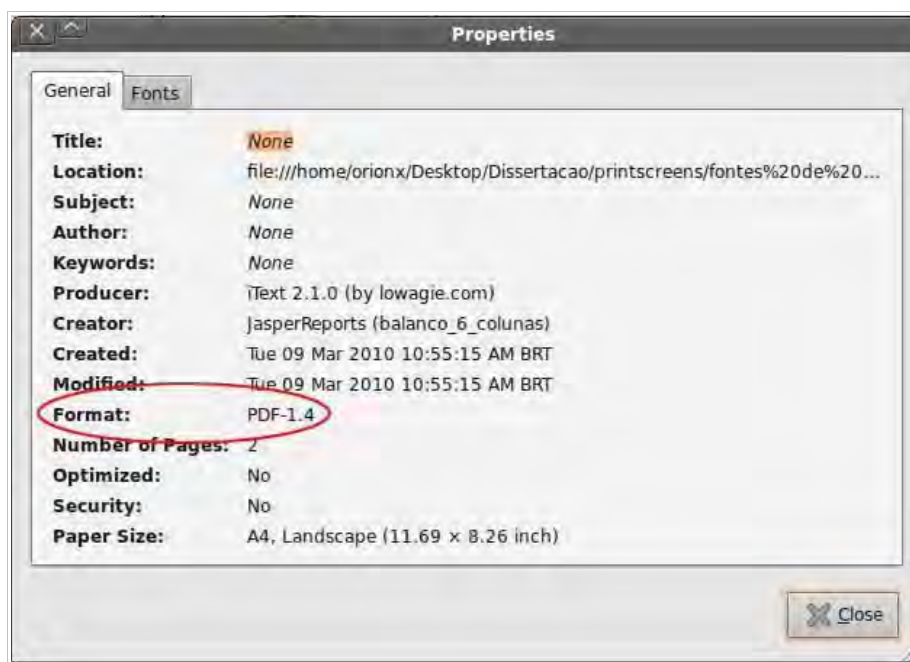 Properties
General Fonts
Title: None
Location: file:///home/orionx/Desktop/Dissertacao/printscreens/fontes%20de%20...
Subject: None
Author: None
Keywords: None
Producer: iText 2.1.0 (by lowagie.com)
Creator: JasperReports (balanco_6_colunas)
Created: Tue 09 Mar 2010 10:55:15 AM BRT
Modified: Tue 09 Mar 2010 10:55:15 AM BRT
Format: PDF-1.4
Number of Pages: 2
Optimized: No
Security: No
Paper Size: A4, Landscape (11.69 × 8.26 inch)
Close